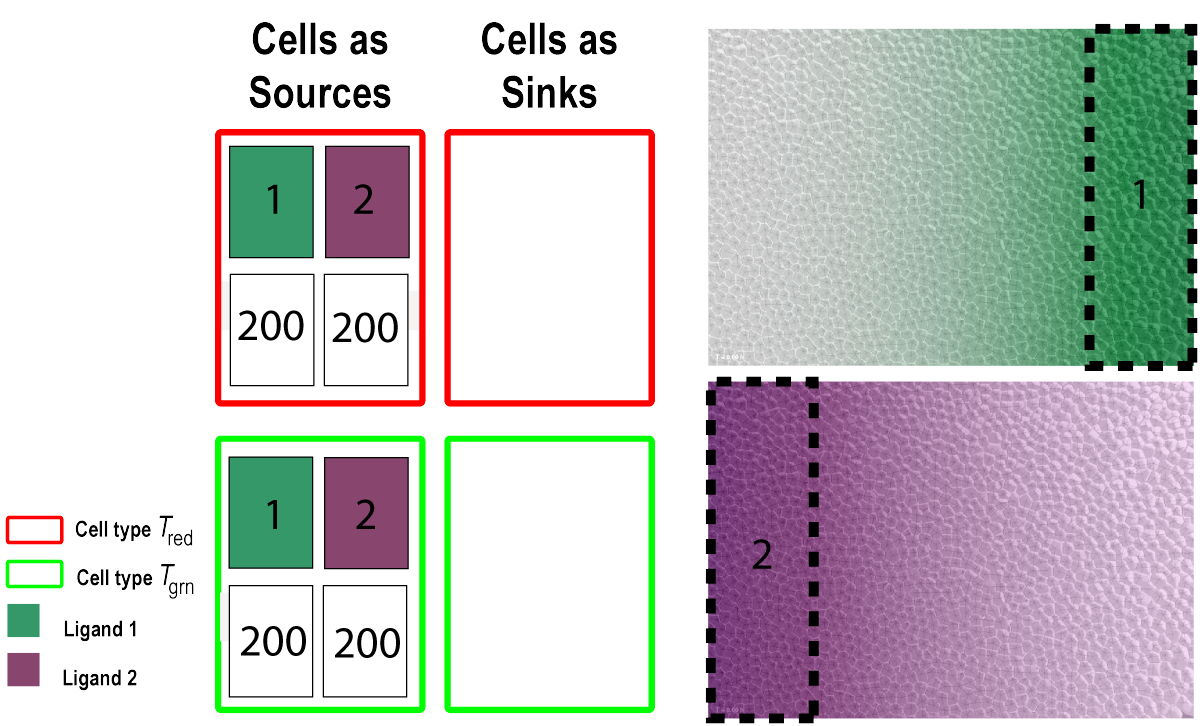 Cells as
Sources
Cells as
Sinks
1
2
200
200
1
2
200
200
Cell type Tred
Cell type Tgrn
Ligand 1
Ligand 2
1
2